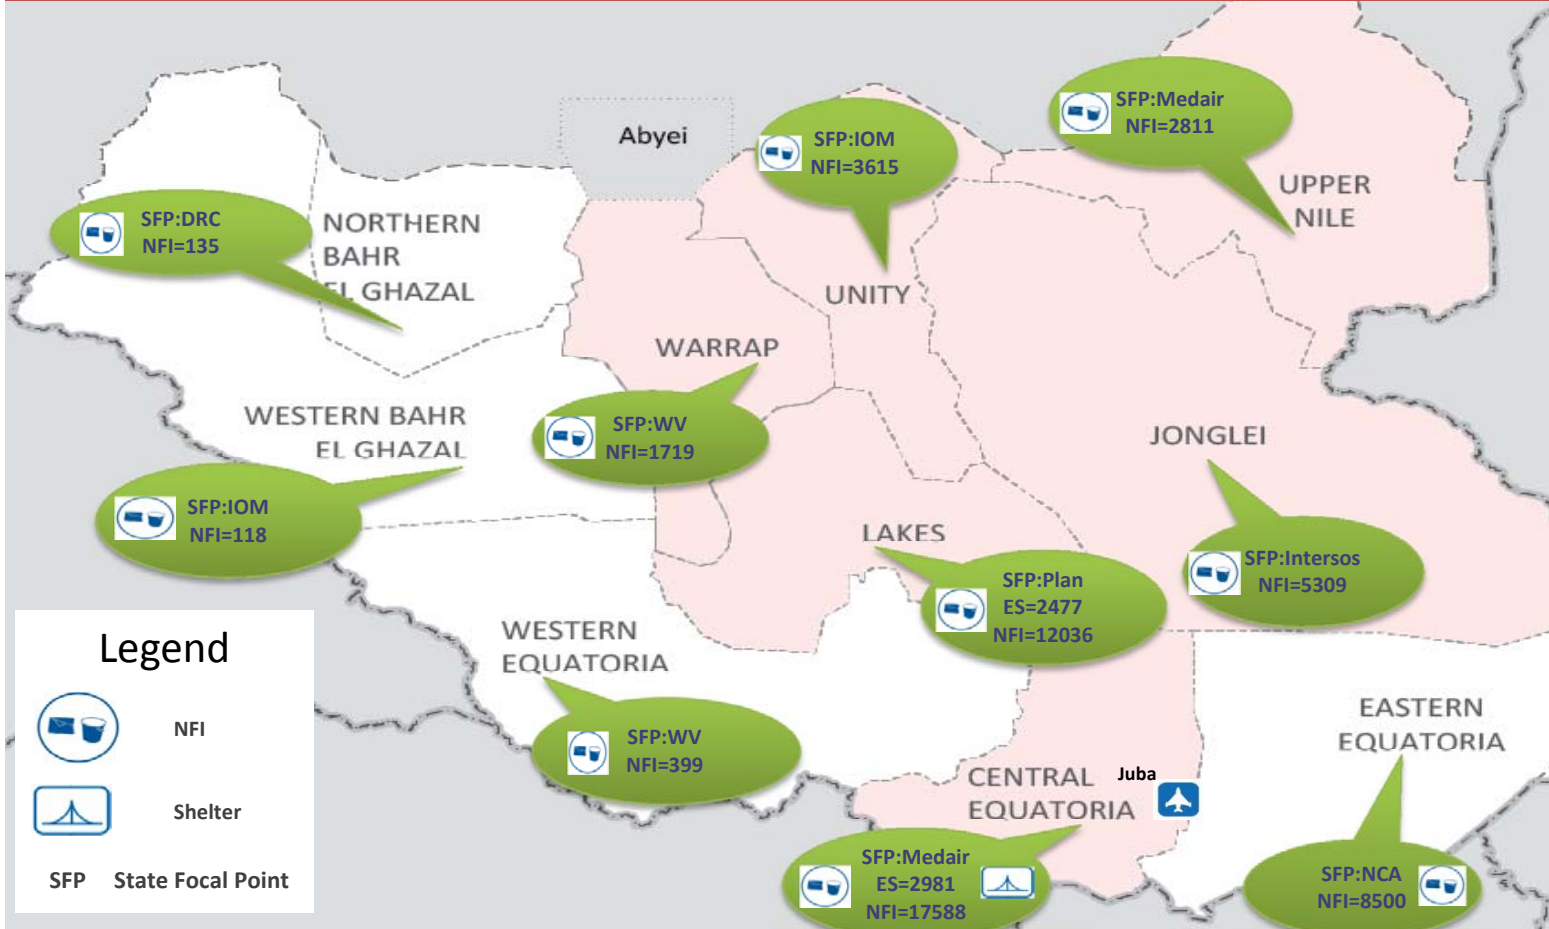 Abyei
SFP:IOM
NFI=3615
SFP:Medair
NFI=2811
UPPER
NILE
SFP:DRC
NFI=135
NORTHERN
BAHR
EL GHAZAL
UNITY
WARRAP
WESTERN BAHR
EL GHAZAL
SFP:WV
NFI=1719
JONGLEI
SFP:IOM
NFI=118
LAKES
SFP:Plan
ES=2477
NFI=12036
SFP:Intersos
NFI=5309
WESTERN
EQUATORIA
SFP:WV
NFI=399
EASTERN
EQUATORIA
CENTRAL
EQUATORIA
Juba
SFP:Medair
ES=2981
NFI=17588
SFP:NCA
NFI=8500
Legend
NFI
Shelter
SFP State Focal Point